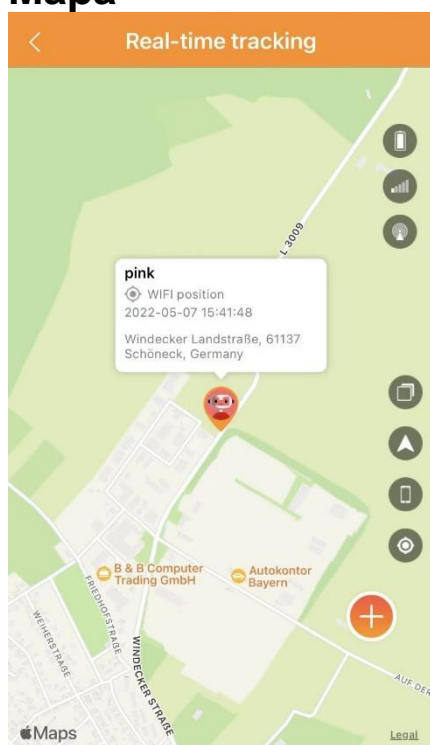 Mapa
Real-time tracking
L 3009
pink
WIFI position
2022-05-07 15:41:48
Windecker Landstraße, 61137
Schöneck, Germany
B & B Computer
Trading GmbH
Autokontor
Bayern
FRIEDHOFSTRAßE
WEIHERSTRAßE
WINDECKER STRAßE
AUF DER
Maps
Legal